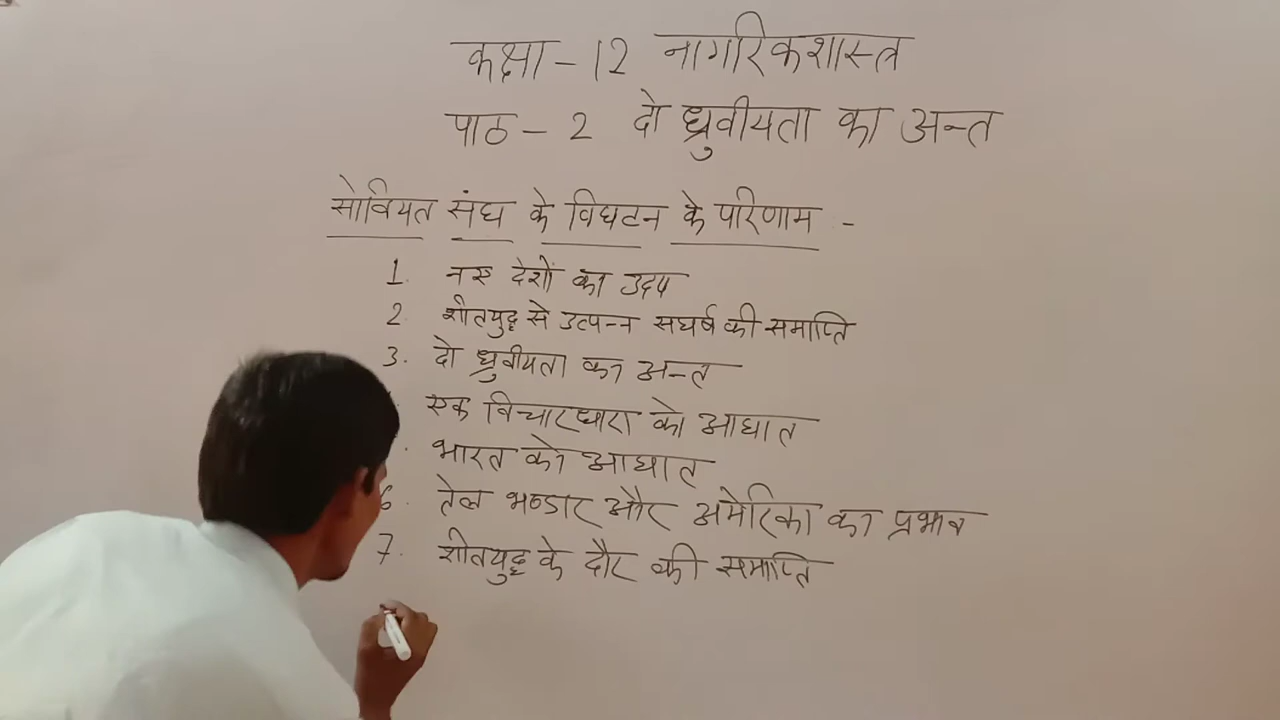 कक्षा - 12 नागरिकशास्त्र
पाठ - 2 दो ध्रुवीयता का अन्त
सोवियत संघ के विघटन के परिणाम -
1. नए देशों का उदय
2. शीतयुद्ध से उत्पन्न संघर्ष की समाप्ति
3. दो ध्रुवीयता का अन्त
एक विचारधारा को आघात
भारत को आघात
6. तेल भण्डार और अमेरिका का प्रभाव
7. शीतयुद्ध के दौर की समाप्ति